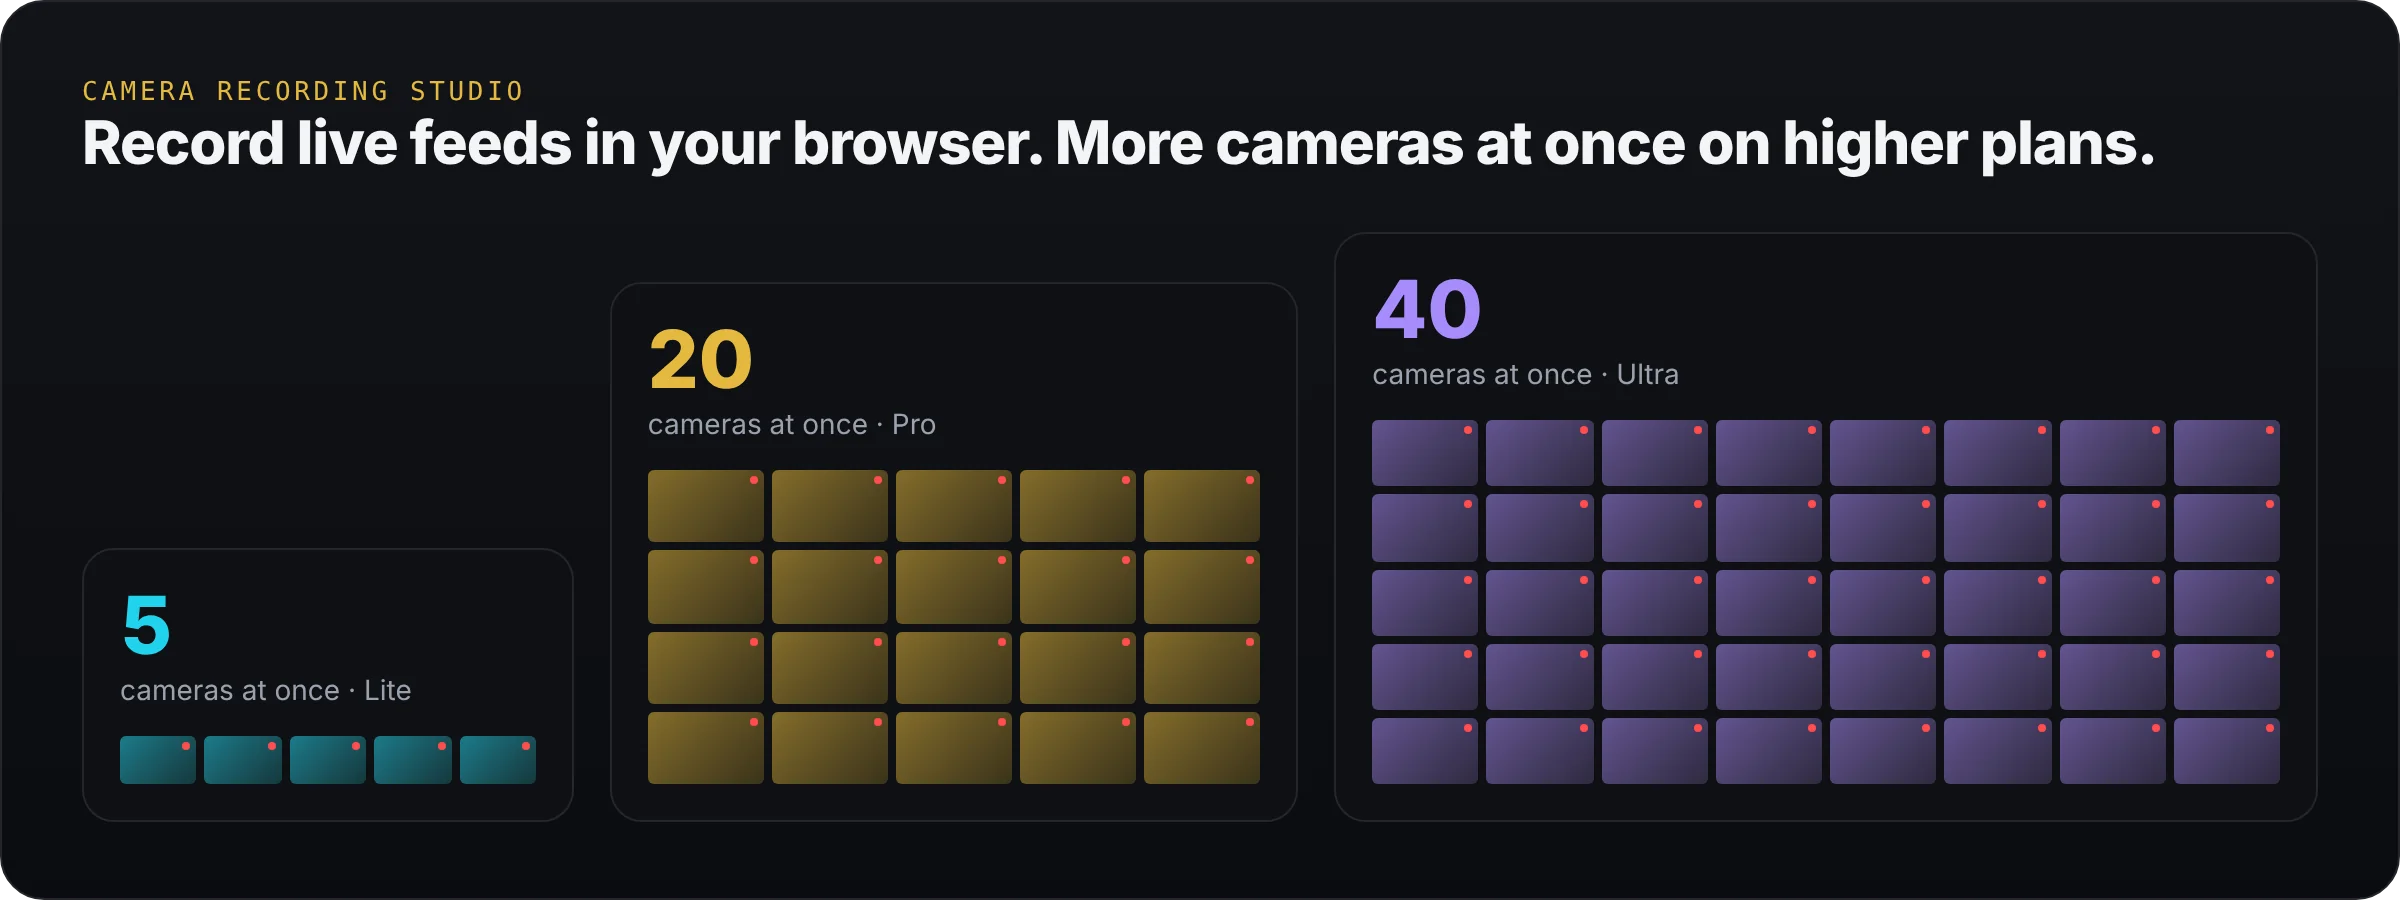 CAMERA RECORDING STUDIO
Record live feeds in your browser. More cameras at once on higher plans.
5
cameras at once · Lite
20
cameras at once · Pro
40
cameras at once · Ultra